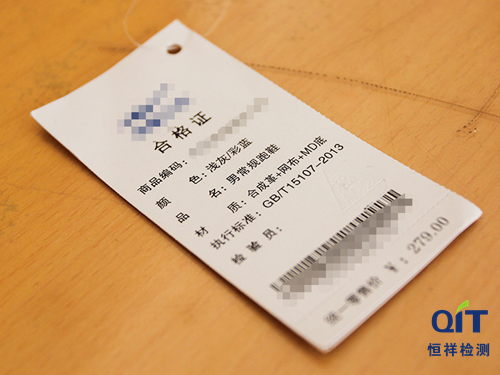 合格证
商品编码：
颜 色：浅灰/彩蓝
品 名：男常规跑鞋
材 质：合成革+网布+MD底
执行标准：GB/T15107-2013
检验员：
统一零售价 ¥：279.00
QIT
恒祥检测